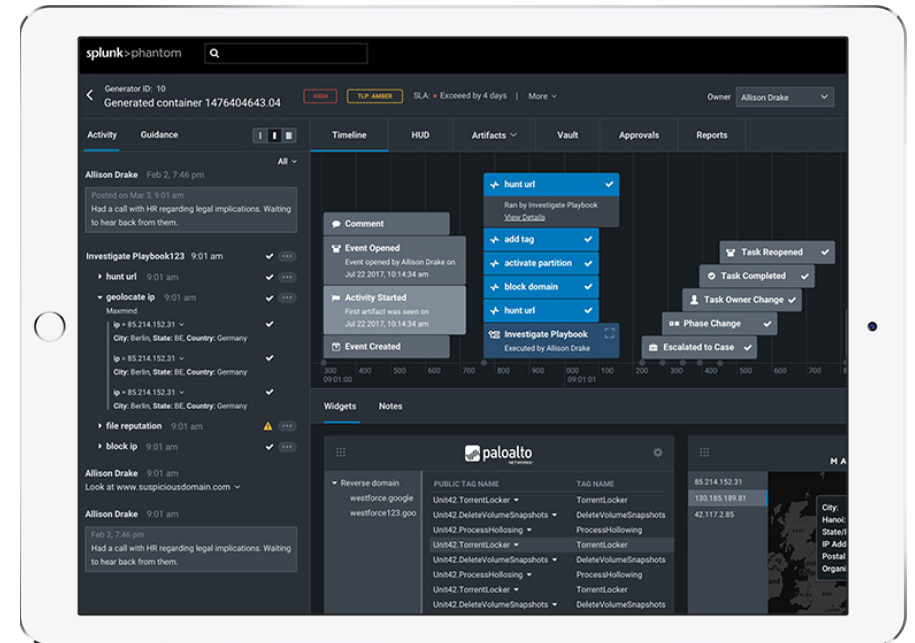 splunk>phantom
Generator ID: 10
Generated container 1476404643.04
HIGH
TLP: AMBER
SLA: Exceeed by 4 days | More
Owner
Allison Drake
Activity
Guidance
Timeline
HUD
Artifacts
Vault
Approvals
Reports
All
Allison Drake Feb 2, 7:46 pm
Posted on Mar 3, 9:01 am
Had a call with HR regarding legal implications. Waiting
to hear back from them.
Investigate Playbook123 9:01 am
hunt url 9:01 am
geolocate ip 9:01 am
Maxmind
ip = 85.214.152.31
City: Berlin, State: BE, Country: Germany
ip = 85.214.152.31
City: Berlin, State: BE, Country: Germany
ip = 85.214.152.31
City: Berlin, State: BE, Country: Germany
file reputation 9:01 am
block ip 9:01 am
Allison Drake 9:01 am
Look at www.suspiciousdomain.com
Allison Drake 9:01 am
Feb 2, 7:46 pm
Had a call with HR regarding legal implications. Waiting
to hear back from them.
Comment
Event Opened
Event opened by Allison Drake on
Jul 22 2017, 10:14:34 am
Activity Started
First artifact was seen on
Jul 22 2017, 10:14:34 am
Event Created
hunt url
Ran by Investigate Playbook
View Details
add tag
activate partition
block domain
hunt url
Investigate Playbook
Executed by Allison Drake
Task Reopened
Task Completed
Task Owner Change
Phase Change
Escalated to Case
300 400 500 600 700 800 900 000 100 200 300 400 500 600 700 8
09:01:00
09:01:01
Widgets
Notes
paloalto
NETWORKS
Reverse domain
westforce.google
westforce123.goo
PUBLIC TAG NAME TAG NAME
Unit42.TorrentLocker TorrentLocker
Unit42.DeleteVolumeSnapshots DeleteVolumeSnapshots
Unit42.ProcessHollosing ProcessHollowing
Unit42.TorrentLocker TorrentLocker
Unit42.DeleteVolumeSnapshots DeleteVolumeSnapshots
Unit42.ProcessHollosing ProcessHollowing
Unit42.TorrentLocker TorrentLocker
Unit42.DeleteVolumeSnapshots DeleteVolumeSnapshots
M A
85.214.152.31
130.185.189.81
42.117.2.85
City:
Hanoi:
State/
IP Add
Postal
Organi